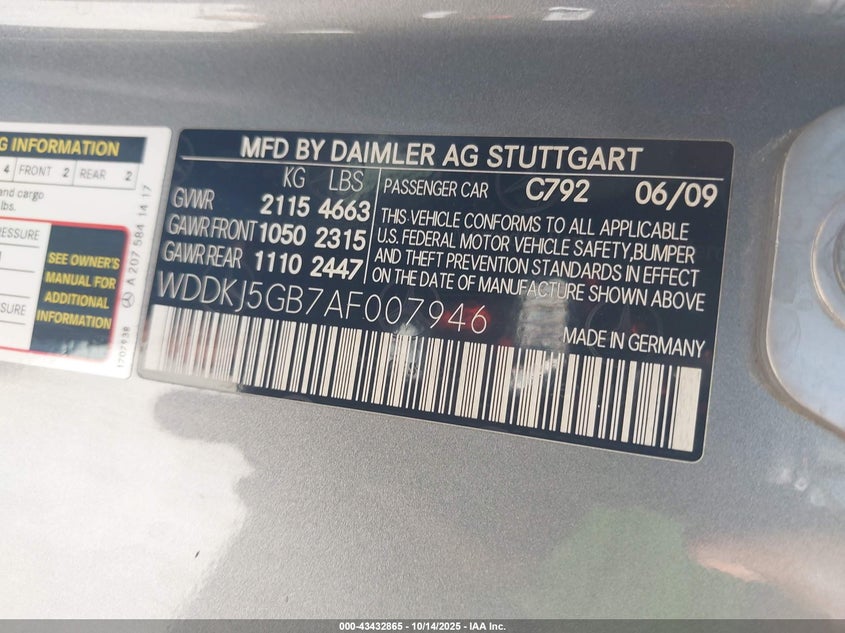 G INFORMATION
4 FRONT 2 REAR 2
and cargo
lbs.
PRESSURE
SEE OWNER'S
MANUAL FOR
ADDITIONAL
INFORMATION
A 207 584 14 17
1707938
MFD BY DAIMLER AG STUTTGART
KG LBS
GVWR 2115 4663
GAWR FRONT 1050 2315
GAWR REAR 1110 2447
PASSENGER CAR C792 06/09
THIS VEHICLE CONFORMS TO ALL APPLICABLE
U.S. FEDERAL MOTOR VEHICLE SAFETY, BUMPER
AND THEFT PREVENTION STANDARDS IN EFFECT
ON THE DATE OF MANUFACTURE SHOWN ABOVE
WDDKJ5GB7AF007946
MADE IN GERMANY
000-43432865 - 10/14/2025 - IAA Inc.